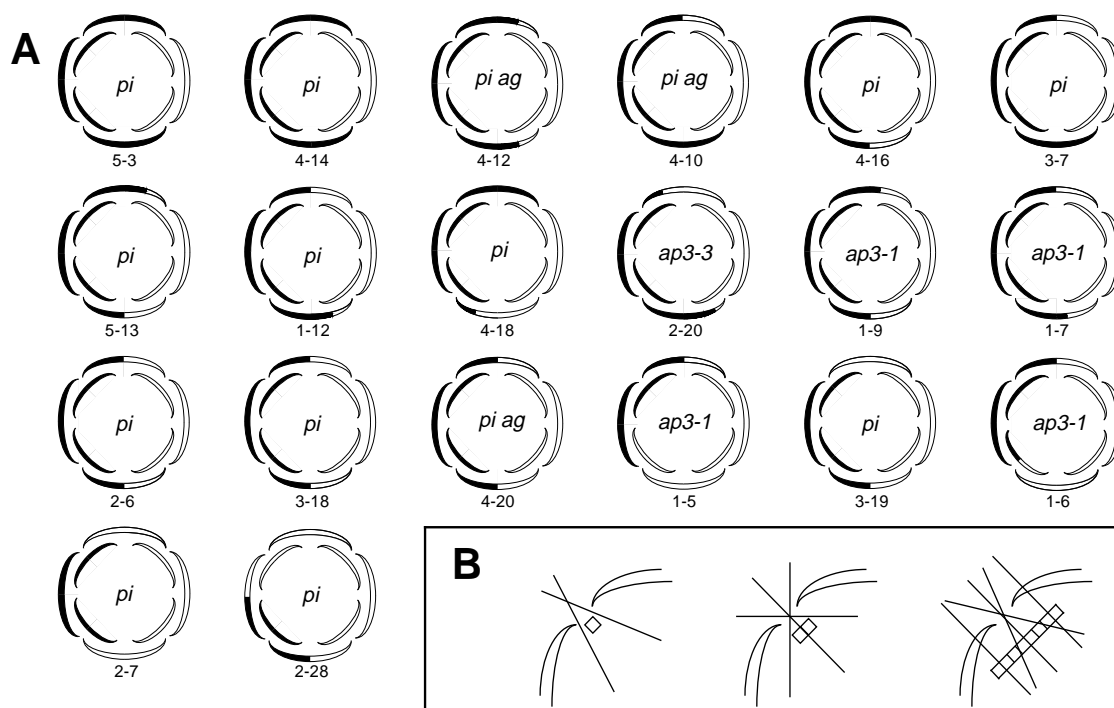 A
pi pi pi ag pi ag pi pi
5-3 4-14 4-12 4-10 4-16 3-7
pi pi pi ap3-3 ap3-1 ap3-1
5-13 1-12 4-18 2-20 1-9 1-7
pi pi pi ag ap3-1 pi ap3-1
2-6 3-18 4-20 1-5 3-19 1-6
pi pi
2-7 2-28
B